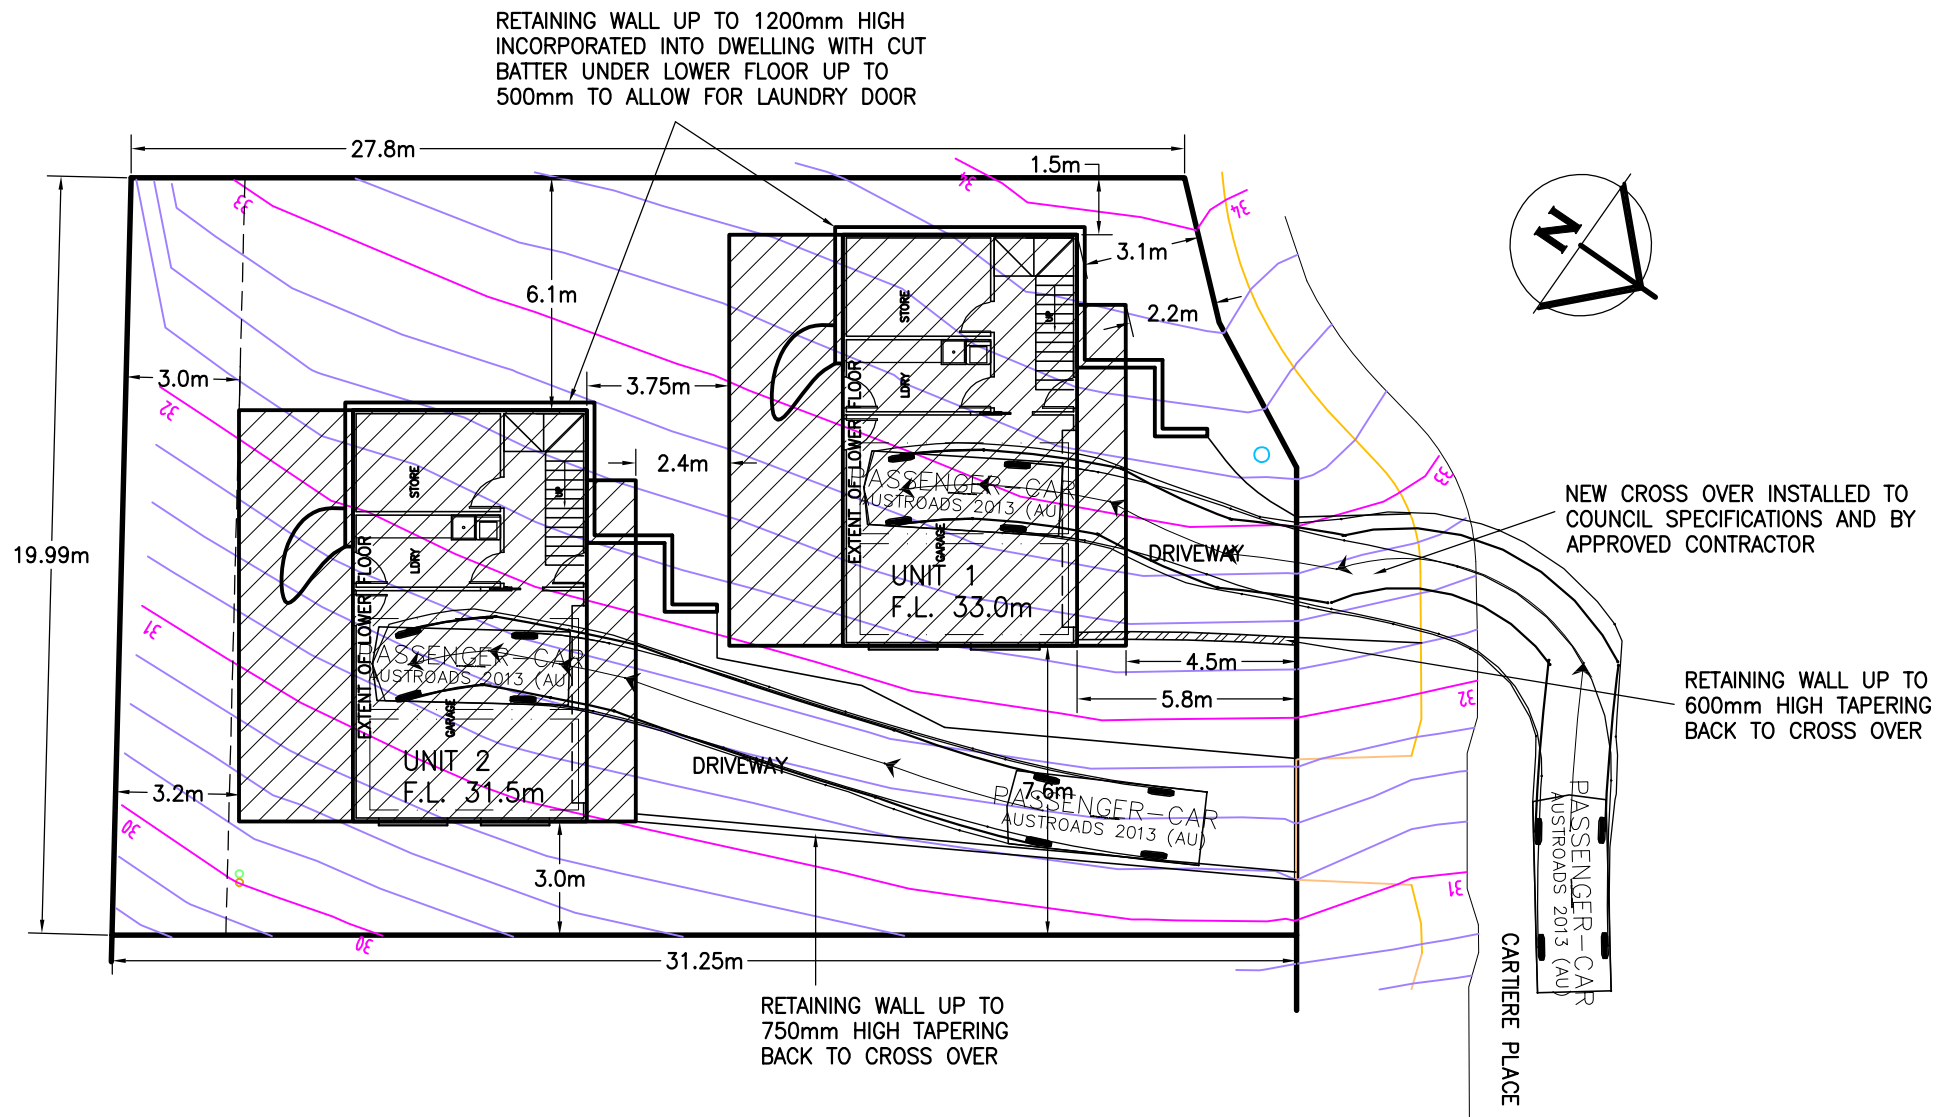 RETAINING WALL UP TO 1200mm HIGH
INCORPORATED INTO DWELLING WITH CUT
BATTER UNDER LOWER FLOOR UP TO
500mm TO ALLOW FOR LAUNDRY DOOR
27.8m
1.5m
34
34
33
N
3.1m
6.1m
2.2m
STORE
UP
3.0m
3.75m
32
LDRY
EXTENT OF LOWER FLOOR
2.4m
33
STORE
UP
PASSENGER-CAR
AUSTROADS 2013 (AU)
NEW CROSS OVER INSTALLED TO
COUNCIL SPECIFICATIONS AND BY
APPROVED CONTRACTOR
19.99m
LDRY
EXTENT OF LOWER FLOOR
GARAGE
DRIVEWAY
UNIT 1
F.L. 33.0m
31
PASSENGER-CAR
AUSTROADS 2013 (AU)
4.5m
5.8m
32
RETAINING WALL UP TO
600mm HIGH TAPERING
BACK TO CROSS OVER
GARAGE
UNIT 2
F.L. 31.5m
DRIVEWAY
3.2m
7.6m
PASSENGER-CAR
AUSTROADS 2013 (AU)
PASSENGER-CAR
AUSTROADS 2013 (AU)
30
3.0m
31
30
31.25m
CARTIERE PLACE
RETAINING WALL UP TO
750mm HIGH TAPERING
BACK TO CROSS OVER